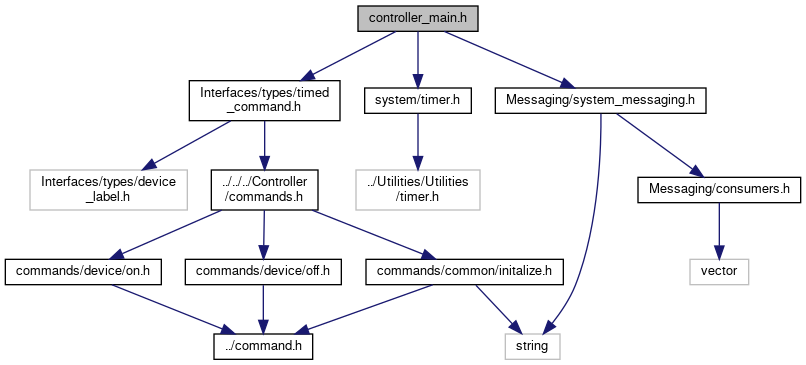 controller_main.h
Interfaces/types/timed
_command.h
system/timer.h
Messaging/system_messaging.h
Interfaces/types/device
_label.h
../../../Controller
/commands.h
../Utilities/Utilities
/timer.h
Messaging/consumers.h
commands/device/on.h
commands/device/off.h
commands/common/initalize.h
vector
../command.h
string